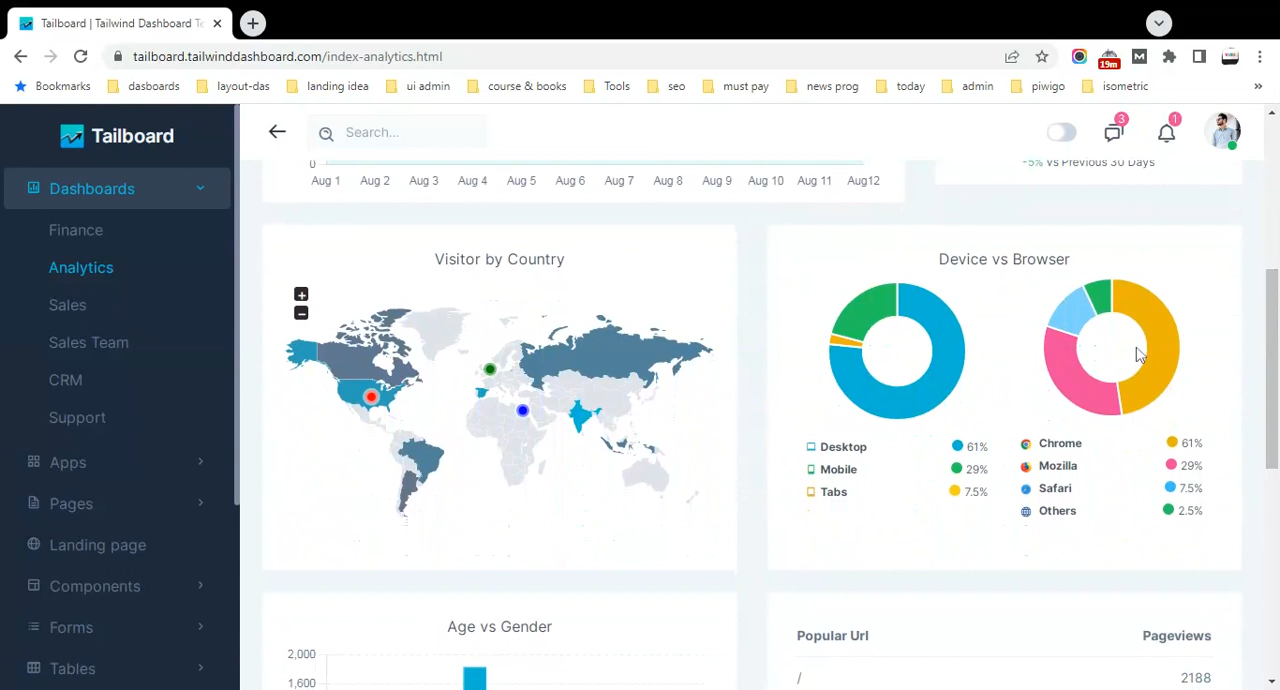 Tailboard | Tailwind Dashboard Te
tailboard.tailwinddashboard.com/index-analytics.html
19m
M
Bookmarks dasboards layout-das landing idea ui admin course & books Tools seo must pay news prog today admin piwigo isometric »
Tailboard
Search...
3
1
Dashboards
Finance
Analytics
Sales
Sales Team
CRM
Support
Apps
Pages
Landing page
Components
Forms
Tables
0
Aug 1 Aug 2 Aug 3 Aug 4 Aug 5 Aug 6 Aug 7 Aug 8 Aug 9 Aug 10 Aug 11 Aug12
-5% Vs Previous 30 Days
Visitor by Country
+
−
Device vs Browser
Desktop 61%
Mobile 29%
Tabs 7.5%
Chrome 61%
Mozilla 29%
Safari 7.5%
Others 2.5%
Age vs Gender
2,000
1,600
Popular Url Pageviews
/ 2188